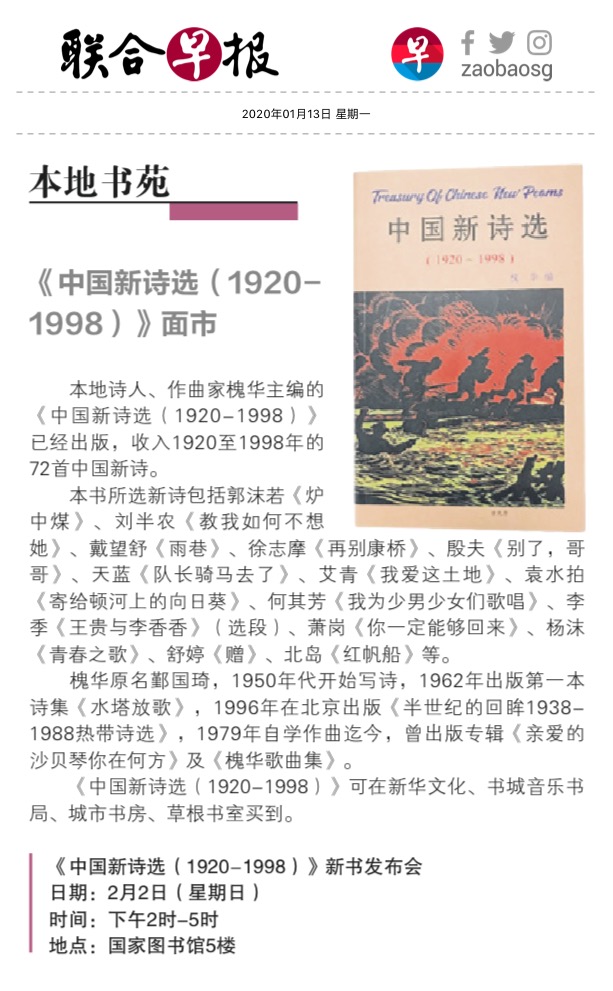 联合早报
早
zaobaosg
2020年01月13日 星期一
本地书苑
Treasury Of Chinese New Poems
中国新诗选
（1920－1998）
《中国新诗选（1920–
1998）》面市
本地诗人、作曲家槐华主编的
《中国新诗选（1920–1998）》
已经出版，收入1920至1998年的
72首中国新诗。
本书所选新诗包括郭沫若《炉
中煤》、刘半农《教我如何不想
她》、戴望舒《雨巷》、徐志摩《再别康桥》、殷夫《别了，哥
哥》、天蓝《队长骑马去了》、艾青《我爱这土地》、袁水拍
《寄给顿河上的向日葵》、何其芳《我为少男少女们歌唱》、李
季《王贵与李香香》（选段）、萧岗《你一定能够回来》、杨沫
《青春之歌》、舒婷《赠》、北岛《红帆船》等。
槐华原名鄞国琦，1950年代开始写诗，1962年出版第一本
诗集《水塔放歌》，1996年在北京出版《半世纪的回眸1938–
1988热带诗选》，1979年自学作曲迄今，曾出版专辑《亲爱的
沙贝琴你在何方》及《槐华歌曲集》。
《中国新诗选（1920–1998）》可在新华文化、书城音乐书
局、城市书房、草根书室买到。
《中国新诗选（1920–1998）》新书发布会
日期：2月2日（星期日）
时间：下午2时–5时
地点：国家图书馆5楼